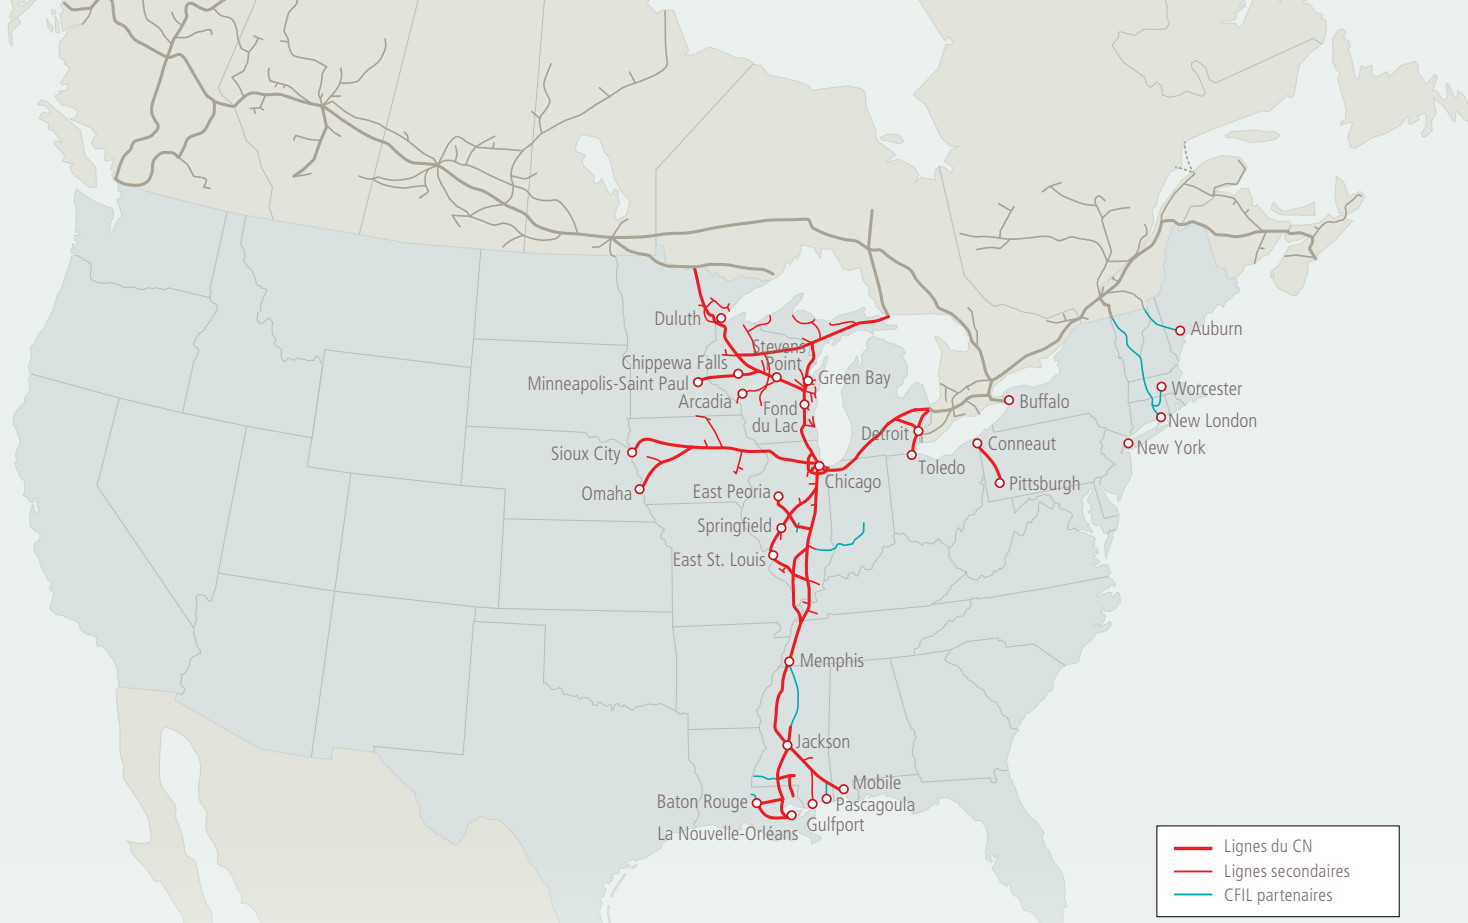 Duluth
Stevens
Point
Chippewa Falls
Minneapolis-Saint Paul
Green Bay
Arcadia
Fond
du Lac
Sioux City
Omaha
Chicago
East Peoria
Springfield
East St. Louis
Detroit
Toledo
Buffalo
Conneaut
Pittsburgh
Auburn
Worcester
New London
New York
Memphis
Jackson
Mobile
Pascagoula
Gulfport
Baton Rouge
La Nouvelle-Orléans
Lignes du CN
Lignes secondaires
CFIL partenaires